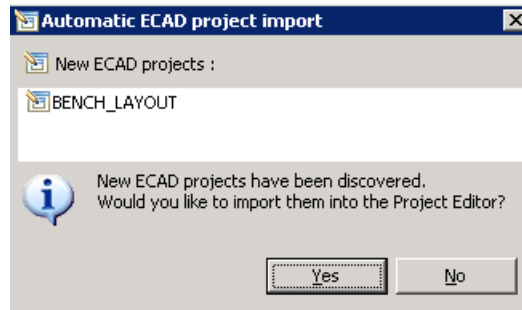 Automatic ECAD project import
New ECAD projects :
BENCH_LAYOUT
New ECAD projects have been discovered.
Would you like to import them into the Project Editor?
Yes
No